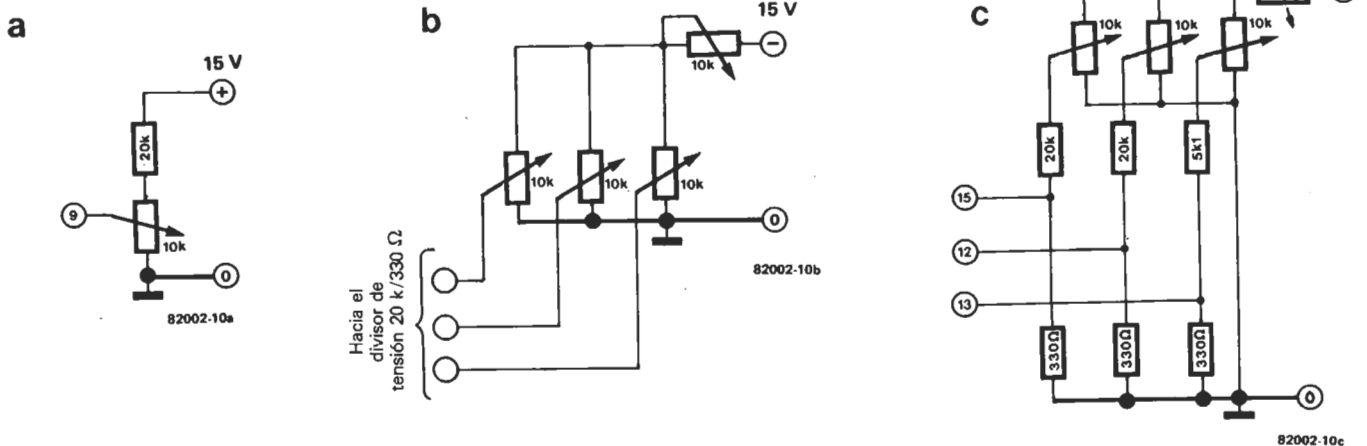 a
15 V
+
20k
9
10k
0
82002-10a
b
15 V
10k
−
10k
10k
10k
0
82002-10b
Hacia el
divisor de
tensión 20 k/330 Ω
c
10k
10k
10k
20k
20k
5k1
15
12
13
330Ω
330Ω
330Ω
0
82002-10c